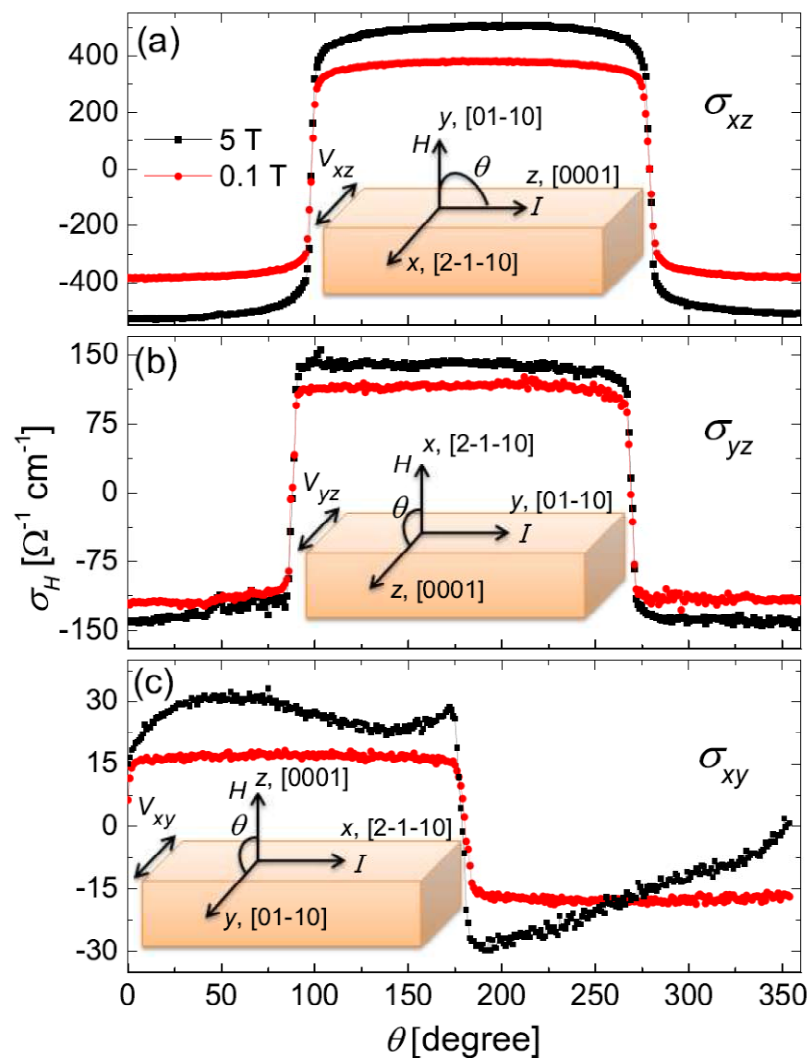 (a)
σxz
5 T
0.1 T
Vxz
y, [01-10]
H
θ
z, [0001]
I
x, [2-1-10]
400
200
0
-200
-400
(b)
σyz
Vyz
x, [2-1-10]
H
θ
y, [01-10]
I
z, [0001]
150
75
0
-75
-150
σH [Ω-1 cm-1]
(c)
σxy
Vxy
z, [0001]
H
θ
x, [2-1-10]
I
y, [01-10]
30
15
0
-15
-30
0 50 100 150 200 250 300 350
θ [degree]